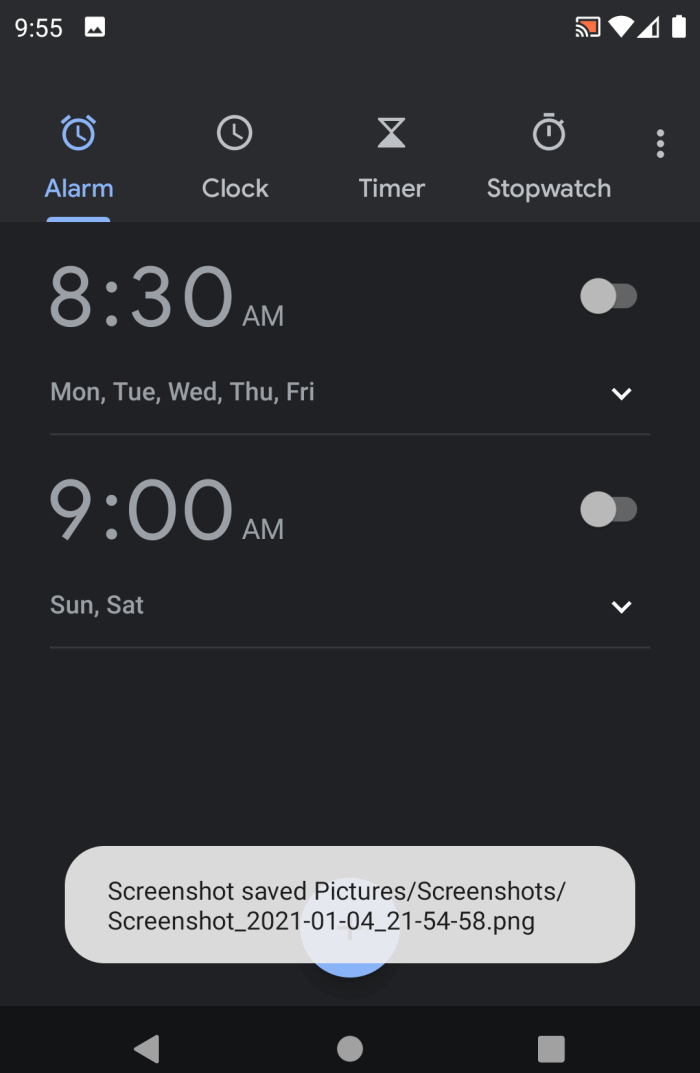 9:55
Alarm Clock Timer Stopwatch
8:30 AM
Mon, Tue, Wed, Thu, Fri
9:00 AM
Sun, Sat
Screenshot saved Pictures/Screenshots/
Screenshot_2021-01-04_21-54-58.png